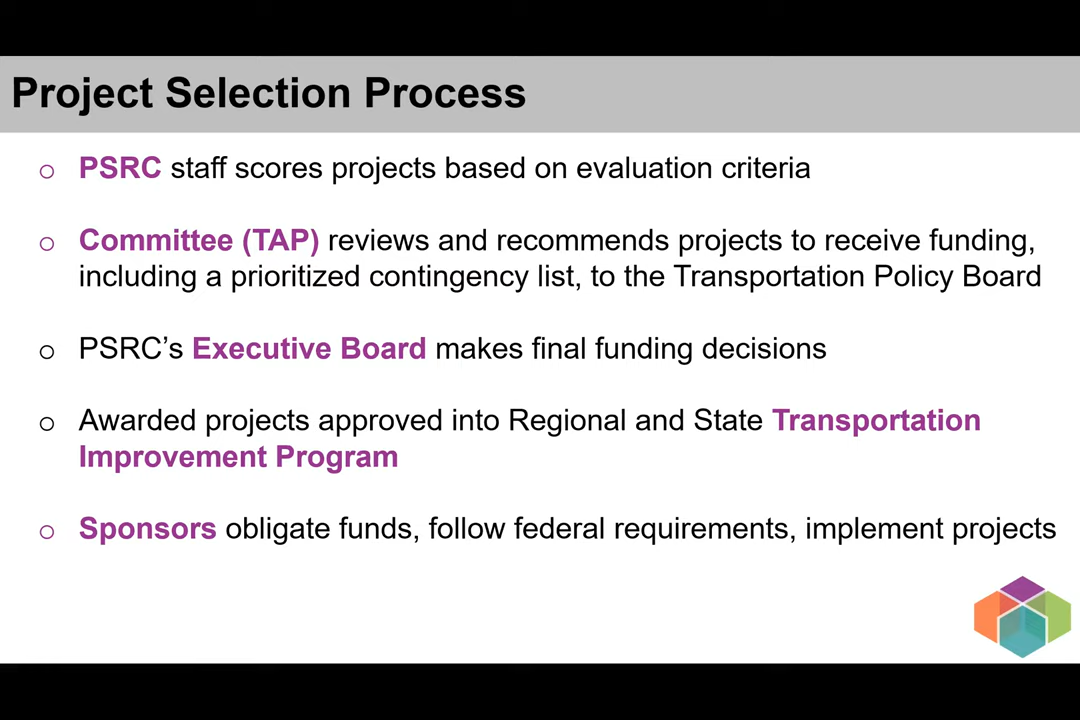 Project Selection Process
o PSRC staff scores projects based on evaluation criteria
o Committee (TAP) reviews and recommends projects to receive funding,
including a prioritized contingency list, to the Transportation Policy Board
o PSRC’s Executive Board makes final funding decisions
o Awarded projects approved into Regional and State Transportation
Improvement Program
o Sponsors obligate funds, follow federal requirements, implement projects